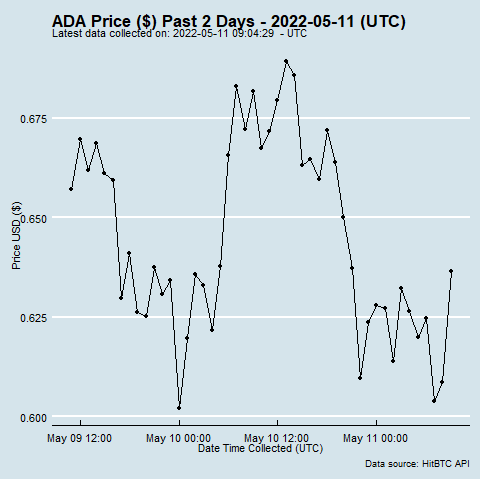 ADA Price ($) Past 2 Days - 2022-05-11 (UTC)
Latest data collected on: 2022-05-11 09:04:29  - UTC
0.675
0.650
0.625
0.600
Price USD ($)
May 09 12:00
May 10 00:00
May 10 12:00
May 11 00:00
Date Time Collected (UTC)
Data source: HitBTC API